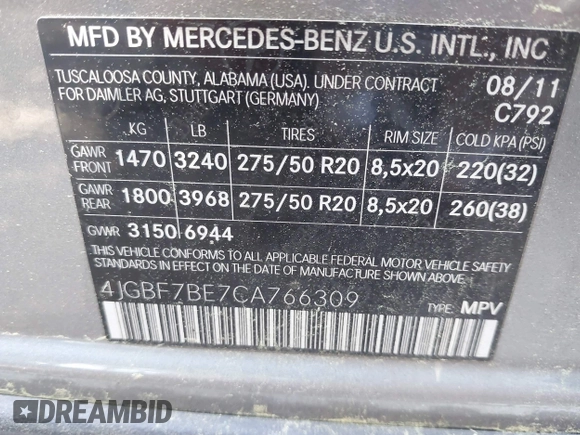 MFD BY MERCEDES-BENZ U.S. INTL., INC
TUSCALOOSA COUNTY, ALABAMA (USA). UNDER CONTRACT 08/11
FOR DAIMLER AG, STUTTGART (GERMANY) C792
KG LB TIRES RIM SIZE COLD KPA (PSI)
GAWR FRONT 1470 3240 275/50 R20 8,5x20 220(32)
GAWR REAR 1800 3968 275/50 R20 8,5x20 260(38)
GVWR 3150 6944
THIS VEHICLE CONFORMS TO ALL APPLICABLE FEDERAL MOTOR VEHICLE SAFETY
STANDARDS IN EFFECT ON THE DATE OF MANUFACTURE SHOWN ABOVE.
4JGBF7BE7CA766309 TYPE: MPV
DREAMBID